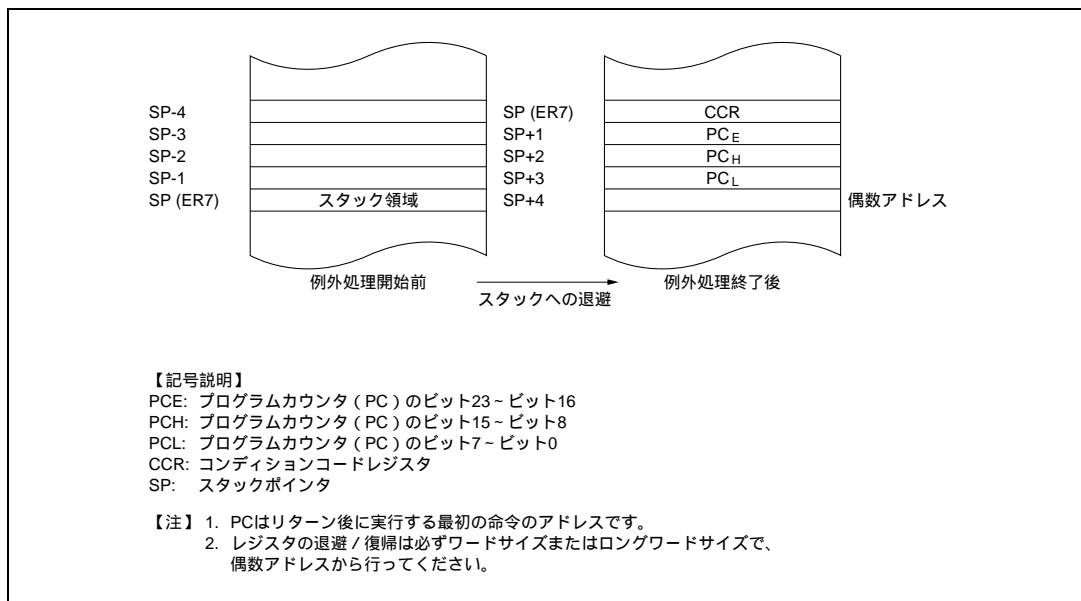 SP-4
SP-3
SP-2
SP-1
SP (ER7) スタック領域
例外処理開始前
SP (ER7) CCR
SP+1 PCE
SP+2 PCH
SP+3 PCL
SP+4 偶数アドレス
例外処理終了後
スタックへの退避
【記号説明】
PCE: プログラムカウンタ（PC）のビット23～ビット16
PCH: プログラムカウンタ（PC）のビット15～ビット8
PCL: プログラムカウンタ（PC）のビット7～ビット0
CCR: コンディションコードレジスタ
SP: スタックポインタ
【注】 1. PCはリターン後に実行する最初の命令のアドレスです。
2. レジスタの退避／復帰は必ずワードサイズまたはロングワードサイズで、
偶数アドレスから行ってください。